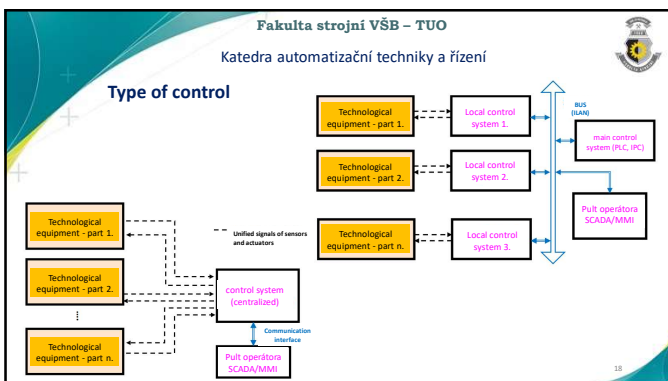 Fakulta strojní VŠB – TUO
Katedra automatizační techniky a řízení
Type of control
Technological
equipment - part 1.
Local control
system 1.
BUS
(ILAN)
main control
system (PLC, IPC)
Technological
equipment - part 2.
Local control
system 2.
Pult operátora
SCADA/MMI
Technological
equipment - part n.
Local control
system 3.
Unified signals of sensors
and actuators
Technological
equipment - part 1.
Technological
equipment - part 2.
control system
(centralized)
Technological
equipment - part n.
Communication
interface
Pult operátora
SCADA/MMI
18